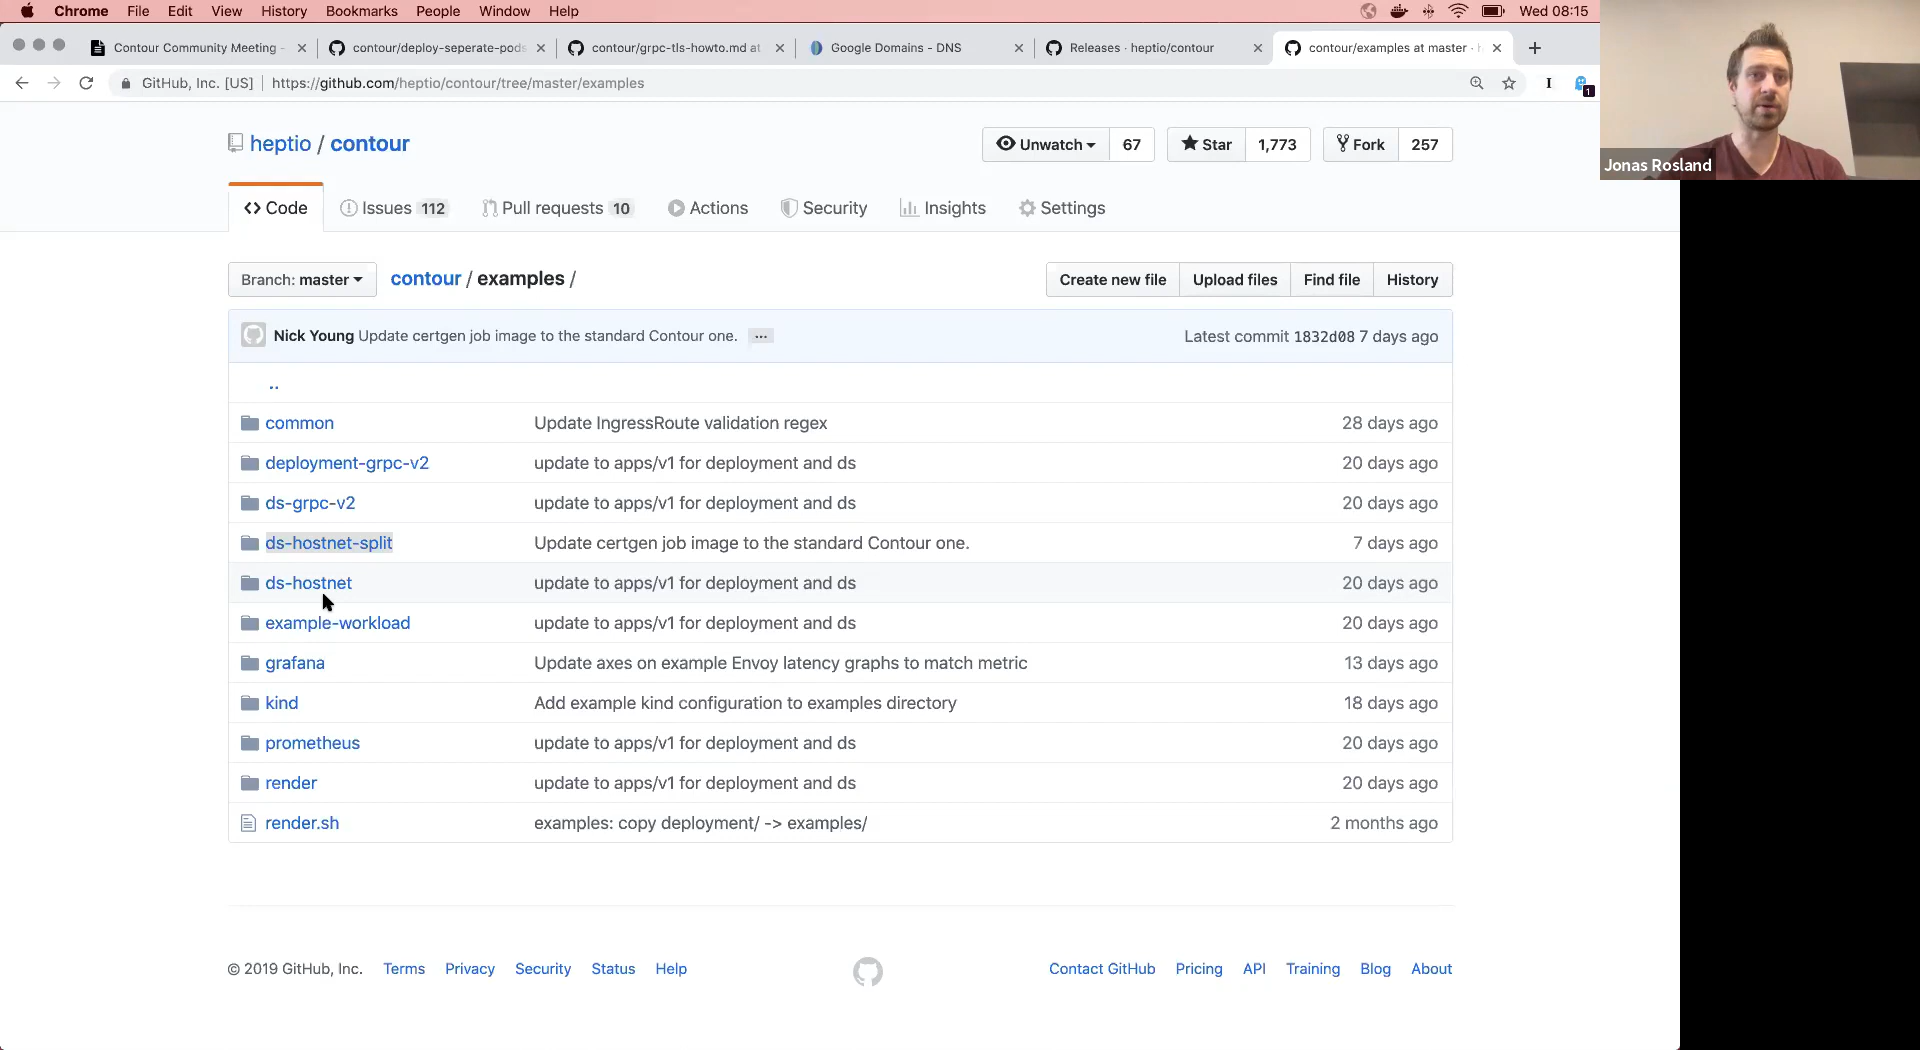 Chrome File Edit View History Bookmarks People Window Help Wed 08:15
Contour Community Meeting - contour/deploy-seperate-pods contour/grpc-tls-howto.md at Google Domains - DNS Releases · heptio/contour contour/examples at master · h
GitHub, Inc. [US] https://github.com/heptio/contour/tree/master/examples 1
Jonas Rosland
heptio / contour Unwatch 67 Star 1,773 Fork 257
Code Issues 112 Pull requests 10 Actions Security Insights Settings
Branch: master contour / examples / Create new file Upload files Find file History
Nick Young Update certgen job image to the standard Contour one. ... Latest commit 1832d08 7 days ago
..
common Update IngressRoute validation regex 28 days ago
deployment-grpc-v2 update to apps/v1 for deployment and ds 20 days ago
ds-grpc-v2 update to apps/v1 for deployment and ds 20 days ago
ds-hostnet-split Update certgen job image to the standard Contour one. 7 days ago
ds-hostnet update to apps/v1 for deployment and ds 20 days ago
example-workload update to apps/v1 for deployment and ds 20 days ago
grafana Update axes on example Envoy latency graphs to match metric 13 days ago
kind Add example kind configuration to examples directory 18 days ago
prometheus update to apps/v1 for deployment and ds 20 days ago
render update to apps/v1 for deployment and ds 20 days ago
render.sh examples: copy deployment/ -> examples/ 2 months ago
© 2019 GitHub, Inc. Terms Privacy Security Status Help Contact GitHub Pricing API Training Blog About